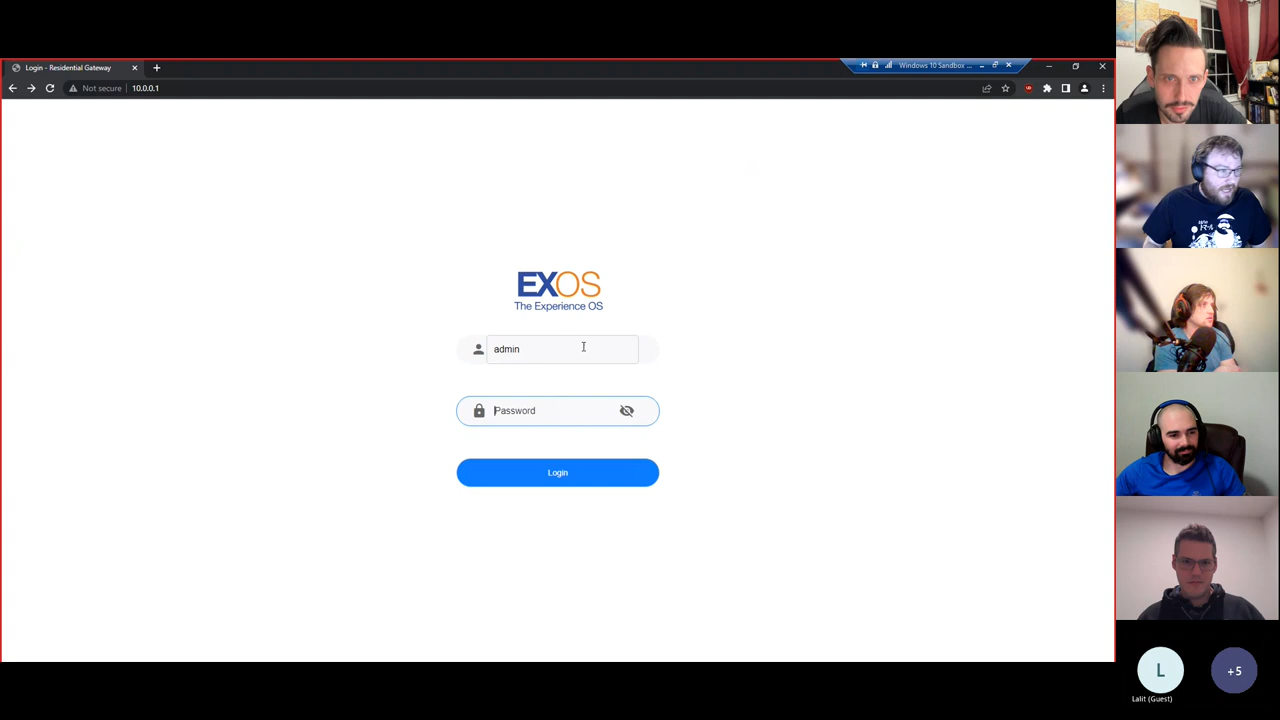 Login - Residential Gateway
Windows 10 Sandbox ...
Not secure
10.0.0.1
EXOS
The Experience OS
admin
Password
Login
L
+5
Lalit (Guest)